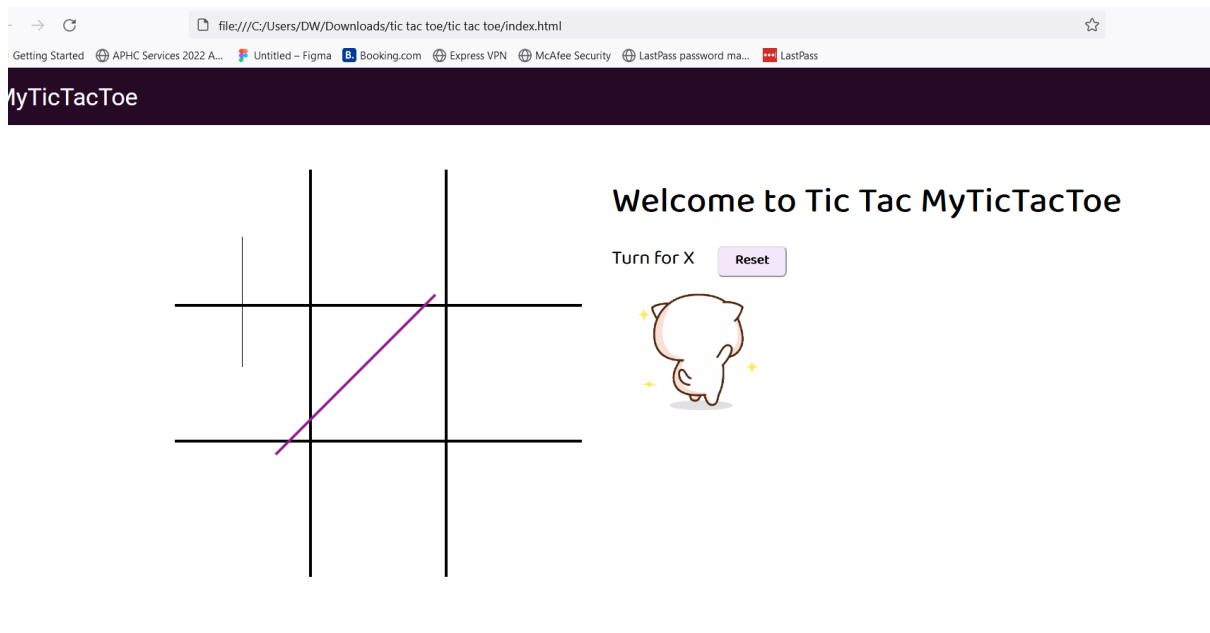 file:///C:/Users/DW/Downloads/tic tac toe/tic tac toe/index.html
Getting Started APHC Services 2022 A... Untitled – Figma B. Booking.com Express VPN McAfee Security LastPass password ma... LastPass
MyTicTacToe
Welcome to Tic Tac MyTicTacToe
Turn for X Reset